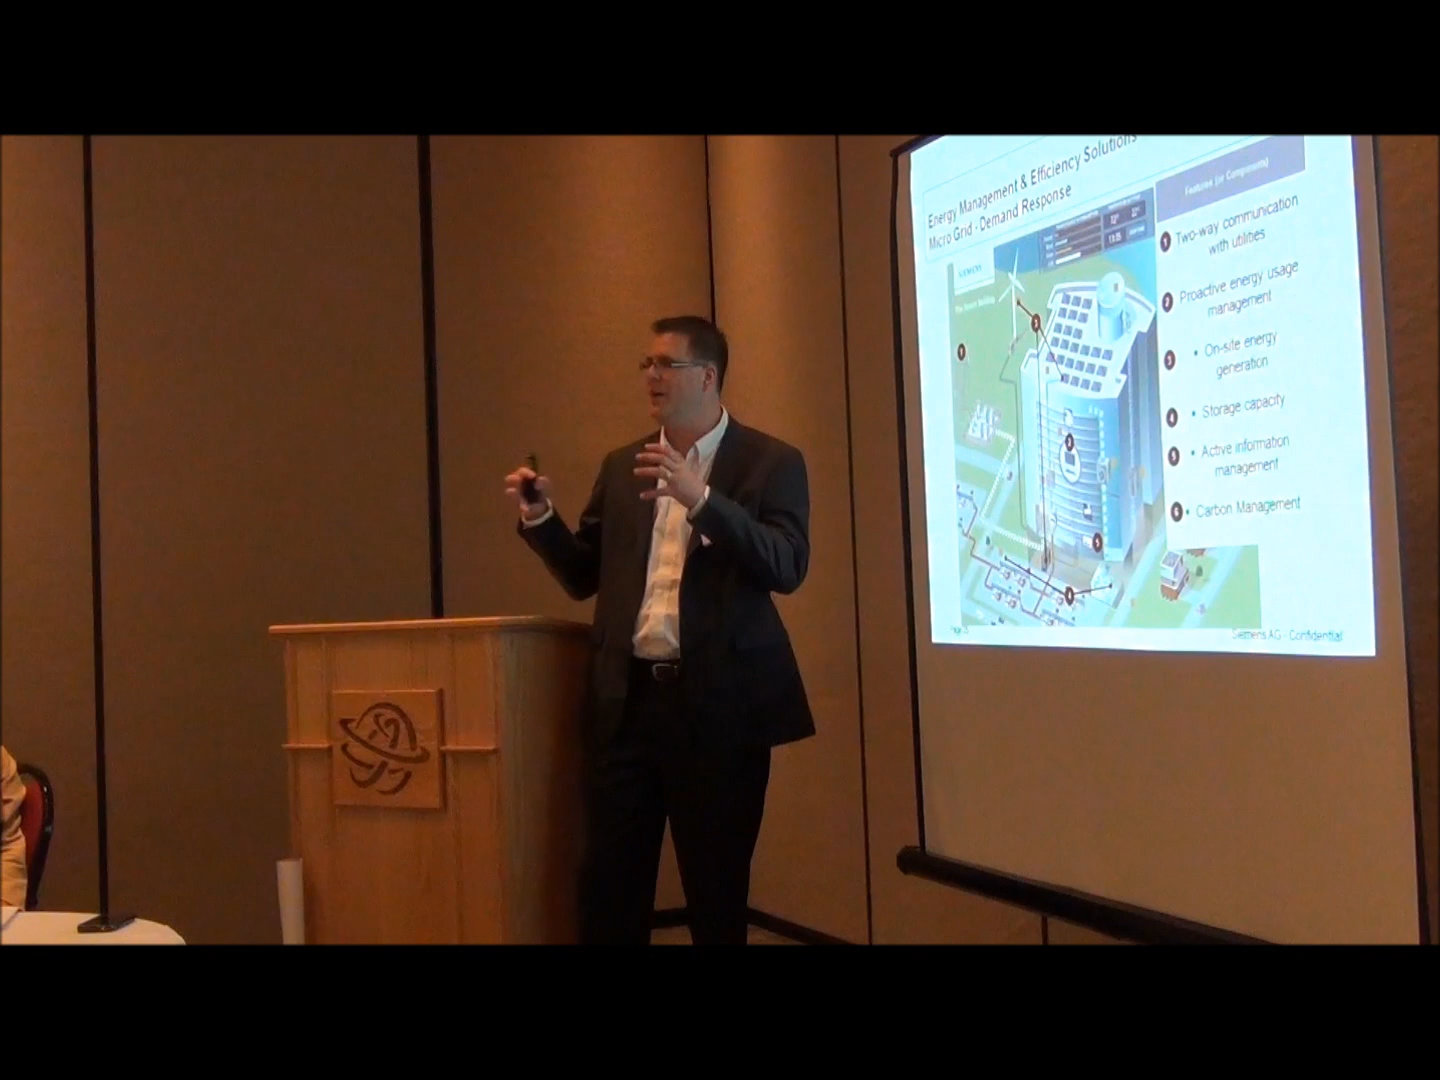 Energy Management & Efficiency Solutions
Micro Grid - Demand Response
Features (or Components)
SIEMENS
1 Two-way communication
with utilities
2 Proactive energy usage
management
3 • On-site energy
generation
4 • Storage capacity
5 • Active information
management
6 • Carbon Management
Siemens AG - Confidential